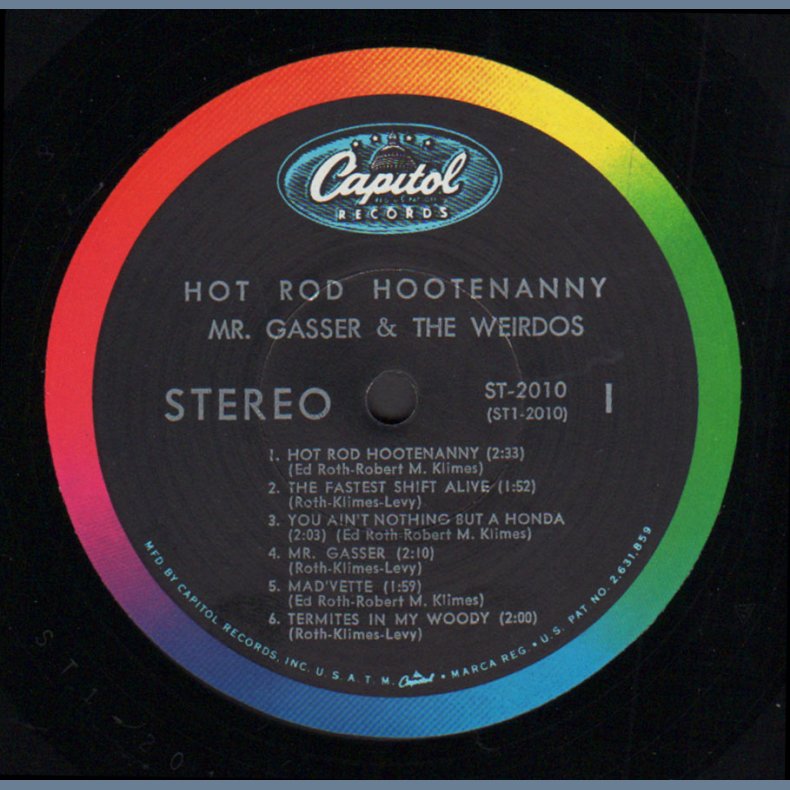 Capitol
RECORDS
HOT ROD HOOTENANNY
MR. GASSER & THE WEIRDOS
STEREO
ST-2010
(ST1-2010)
1
1. HOT ROD HOOTENANNY (2:33)
(Ed Roth-Robert M. Klimes)
2. THE FASTEST SHIFT ALIVE (1:52)
(Roth-Klimes-Levy)
3. YOU AIN'T NOTHING BUT A HONDA
(2:03) (Ed Roth-Robert M. Klimes)
4. MR. GASSER (2:10)
(Roth-Klimes-Levy)
5. MAD'VETTE (1:59)
(Ed Roth-Robert M. Klimes)
6. TERMITES IN MY WOODY (2:00)
(Roth-Klimes-Levy)
MFD. BY CAPITOL RECORDS, INC. U.S.A. T.M. Capitol • MARCA REG. • U.S. PAT. NO. 2,631,859